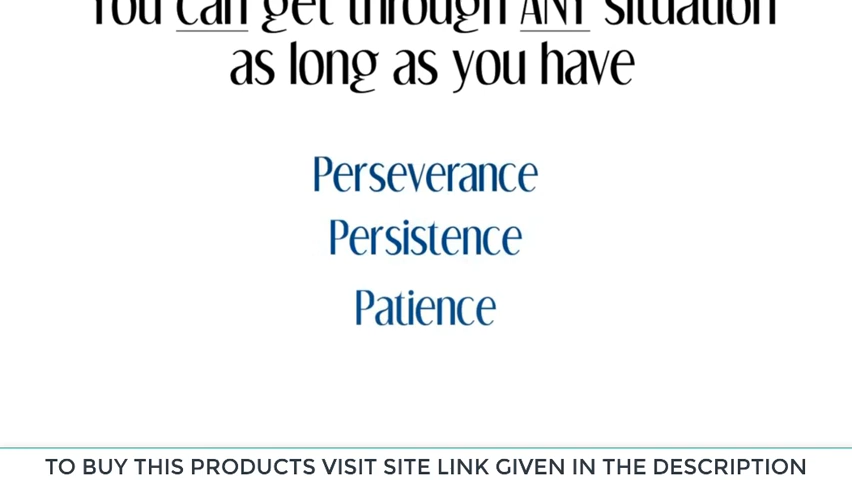 You can get through ANY situation
as long as you have
Perseverance
Persistence
Patience
TO BUY THIS PRODUCTS VISIT SITE LINK GIVEN IN THE DESCRIPTION